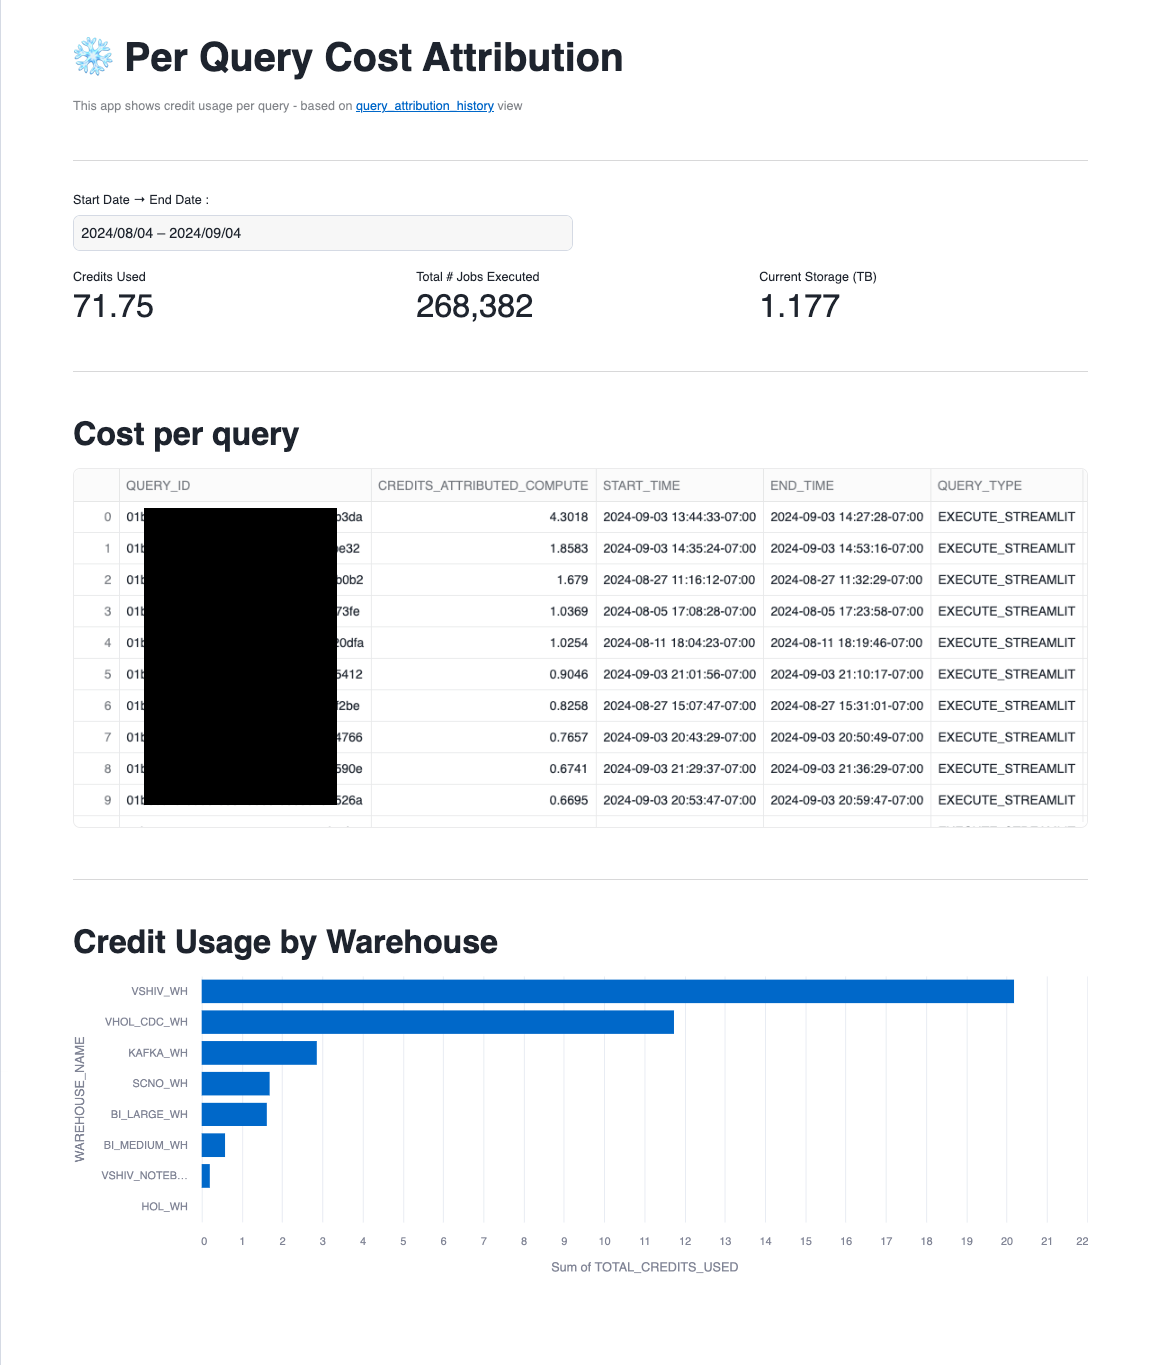 Per Query Cost Attribution
This app shows credit usage per query - based on query_attribution_history view
Start Date → End Date :
2024/08/04 – 2024/09/04
Credits Used Total # Jobs Executed Current Storage (TB)
71.75 268,382 1.177
Cost per query
QUERY_ID CREDITS_ATTRIBUTED_COMPUTE START_TIME END_TIME QUERY_TYPE
0 01b b3da 4.3018 2024-09-03 13:44:33-07:00 2024-09-03 14:27:28-07:00 EXECUTE_STREAMLIT
1 01b be32 1.8583 2024-09-03 14:35:24-07:00 2024-09-03 14:53:16-07:00 EXECUTE_STREAMLIT
2 01b b0b2 1.679 2024-08-27 11:16:12-07:00 2024-08-27 11:32:29-07:00 EXECUTE_STREAMLIT
3 01b 73fe 1.0369 2024-08-05 17:08:28-07:00 2024-08-05 17:23:58-07:00 EXECUTE_STREAMLIT
4 01b 20dfa 1.0254 2024-08-11 18:04:23-07:00 2024-08-11 18:19:46-07:00 EXECUTE_STREAMLIT
5 01b 5412 0.9046 2024-09-03 21:01:56-07:00 2024-09-03 21:10:17-07:00 EXECUTE_STREAMLIT
6 01b f2be 0.8258 2024-08-27 15:07:47-07:00 2024-08-27 15:31:01-07:00 EXECUTE_STREAMLIT
7 01b 4766 0.7657 2024-09-03 20:43:29-07:00 2024-09-03 20:50:49-07:00 EXECUTE_STREAMLIT
8 01b 590e 0.6741 2024-09-03 21:29:37-07:00 2024-09-03 21:36:29-07:00 EXECUTE_STREAMLIT
9 01b 526a 0.6695 2024-09-03 20:53:47-07:00 2024-09-03 20:59:47-07:00 EXECUTE_STREAMLIT
Credit Usage by Warehouse
WAREHOUSE_NAME
VSHIV_WH
VHOL_CDC_WH
KAFKA_WH
SCNO_WH
BI_LARGE_WH
BI_MEDIUM_WH
VSHIV_NOTEB...
HOL_WH
0 1 2 3 4 5 6 7 8 9 10 11 12 13 14 15 16 17 18 19 20 21 22
Sum of TOTAL_CREDITS_USED